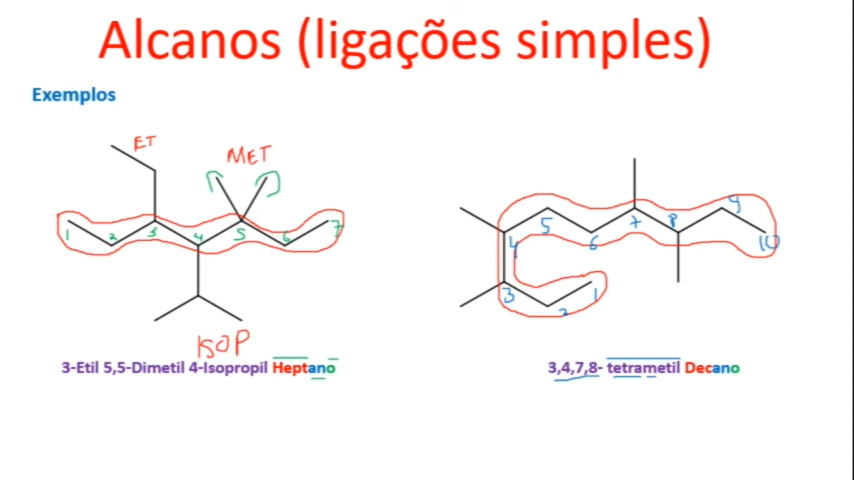 Alcanos (ligações simples)
Exemplos
ET
MET
1 2 3 4 5 6 7
ISOP
3-Etil 5,5-Dimetil 4-Isopropil Heptano
4 5 6 7 8 9 10
3 2 1
3,4,7,8- tetrametil Decano